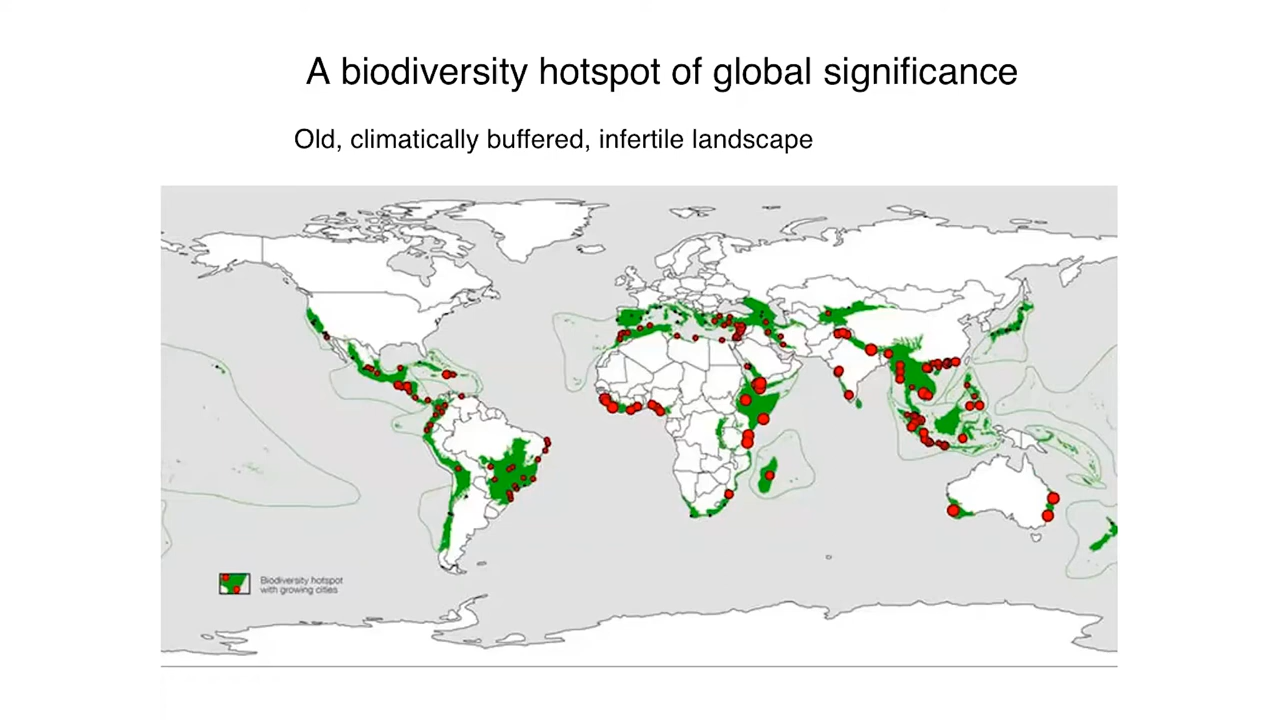 A biodiversity hotspot of global significance
Old, climatically buffered, infertile landscape
Biodiversity hotspot
with growing cities